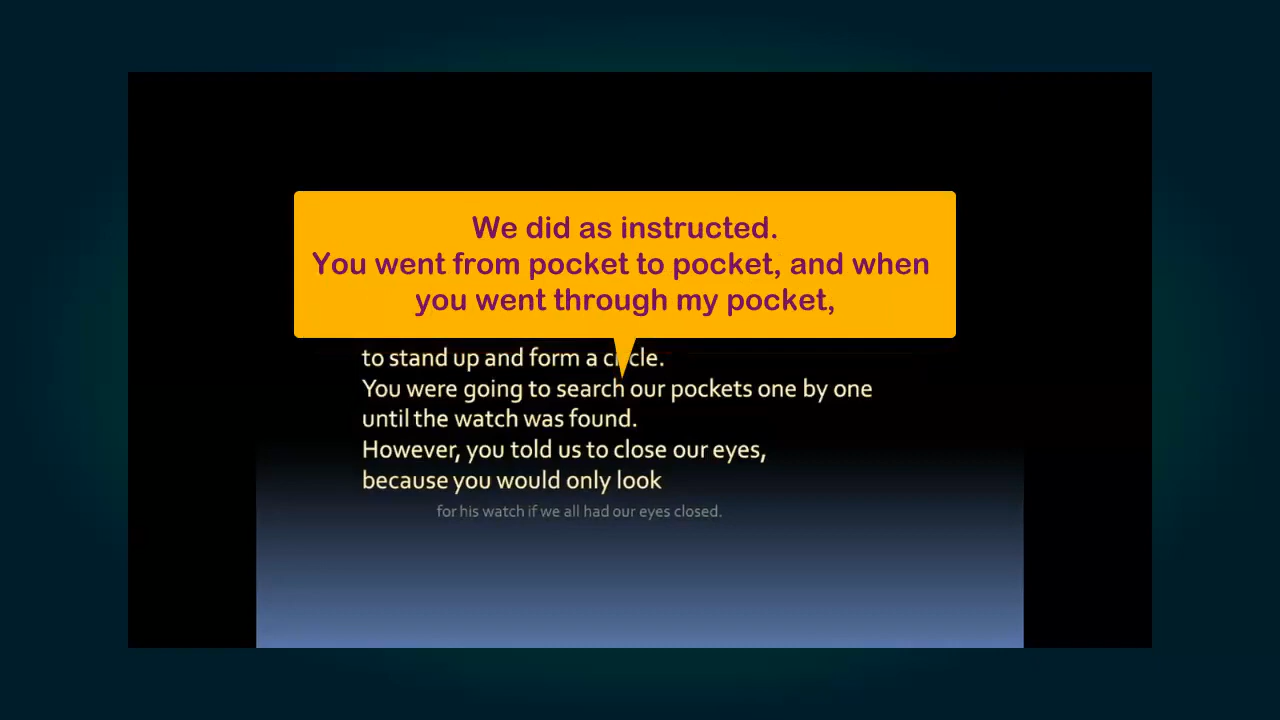 We did as instructed.
You went from pocket to pocket, and when
you went through my pocket,
to stand up and form a circle.
You were going to search our pockets one by one
until the watch was found.
However, you told us to close our eyes,
because you would only look
for his watch if we all had our eyes closed.